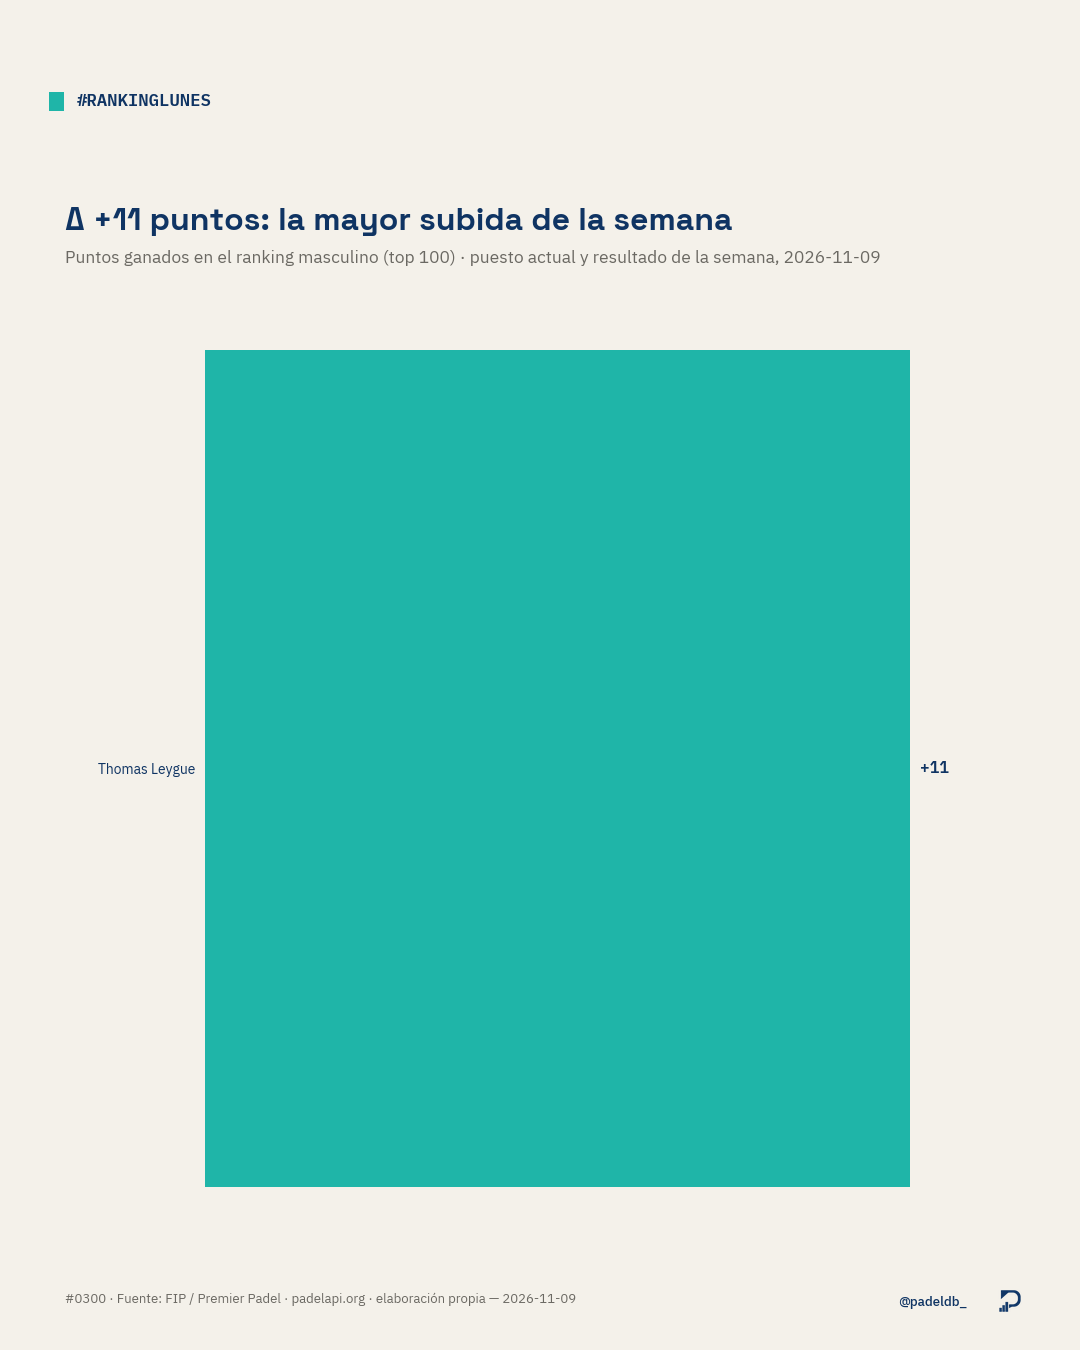 #RANKINGLUNES
Δ +11 puntos: la mayor subida de la semana
Puntos ganados en el ranking masculino (top 100) · puesto actual y resultado de la semana, 2026-11-09
Thomas Leygue
+11
#0300 · Fuente: FIP / Premier Padel · padelapi.org · elaboración propia — 2026-11-09
@padeldb_